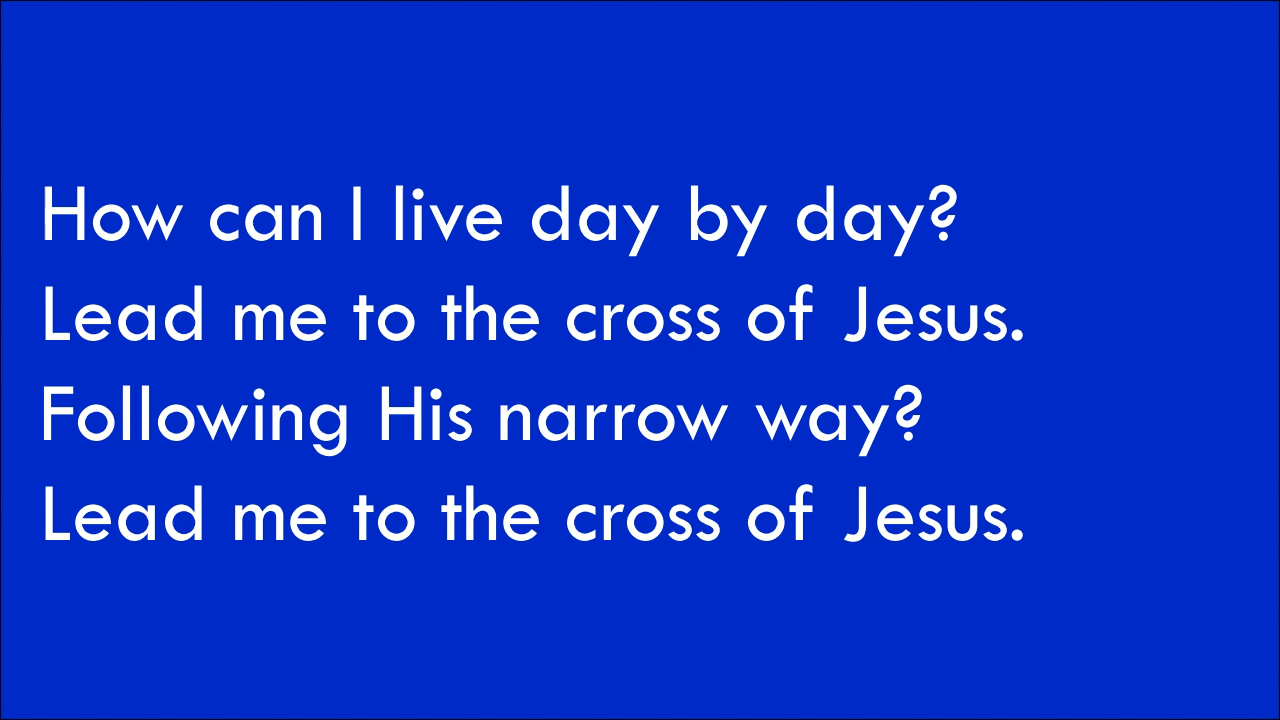 How can I live day by day?
Lead me to the cross of Jesus.
Following His narrow way?
Lead me to the cross of Jesus.